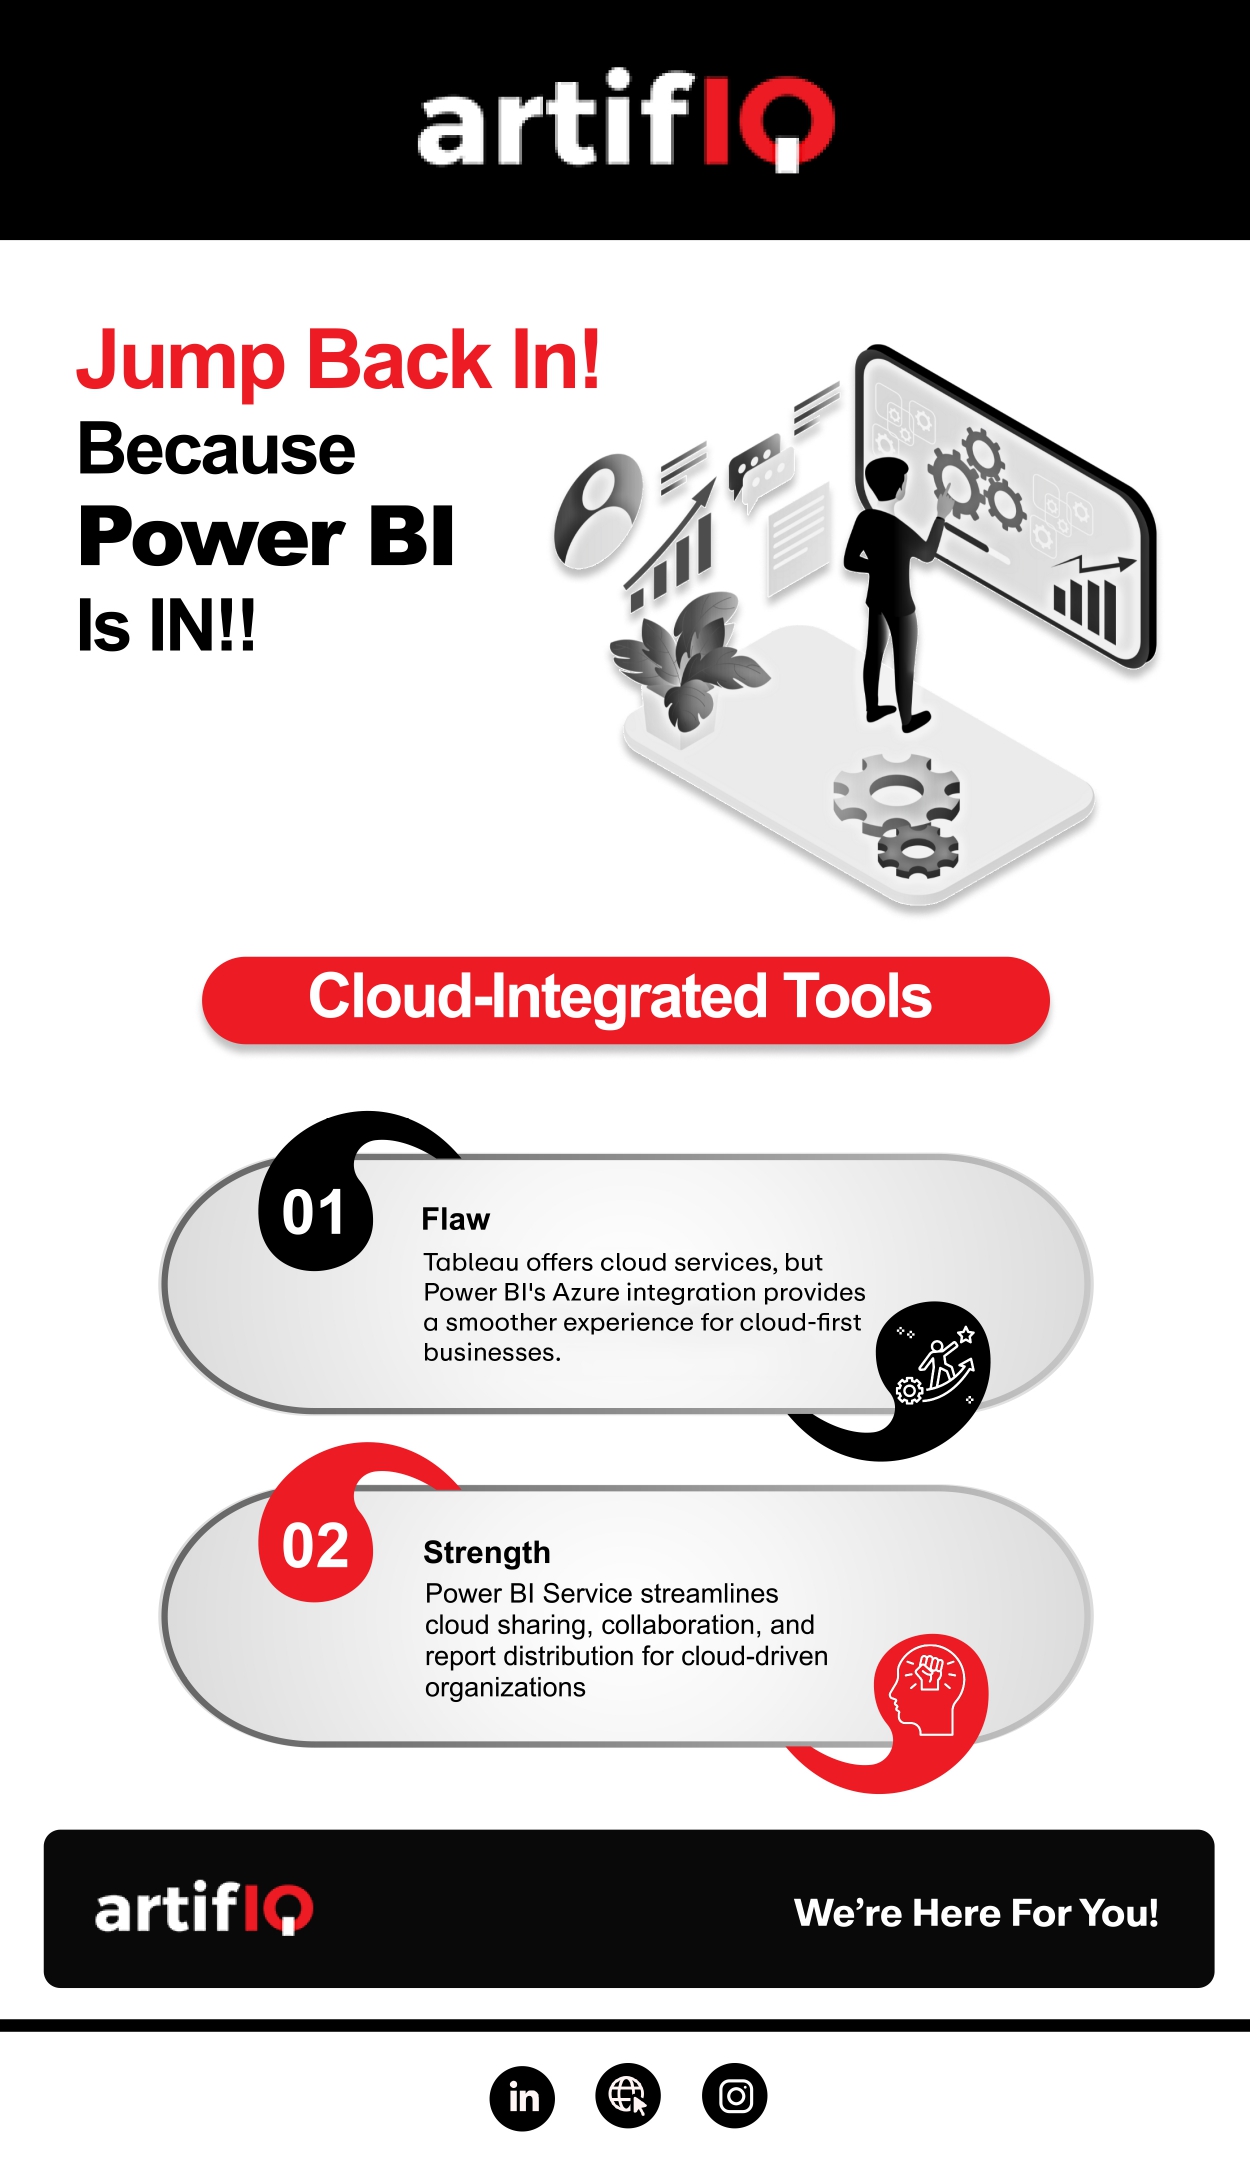 artifIQ
Jump Back In!
Because
Power BI
Is IN!!
Cloud-Integrated Tools
01
Flaw
Tableau offers cloud services, but
Power BI's Azure integration provides
a smoother experience for cloud-first
businesses.
02
Strength
Power BI Service streamlines
cloud sharing, collaboration, and
report distribution for cloud-driven
organizations
artifIQ
We're Here For You!
in